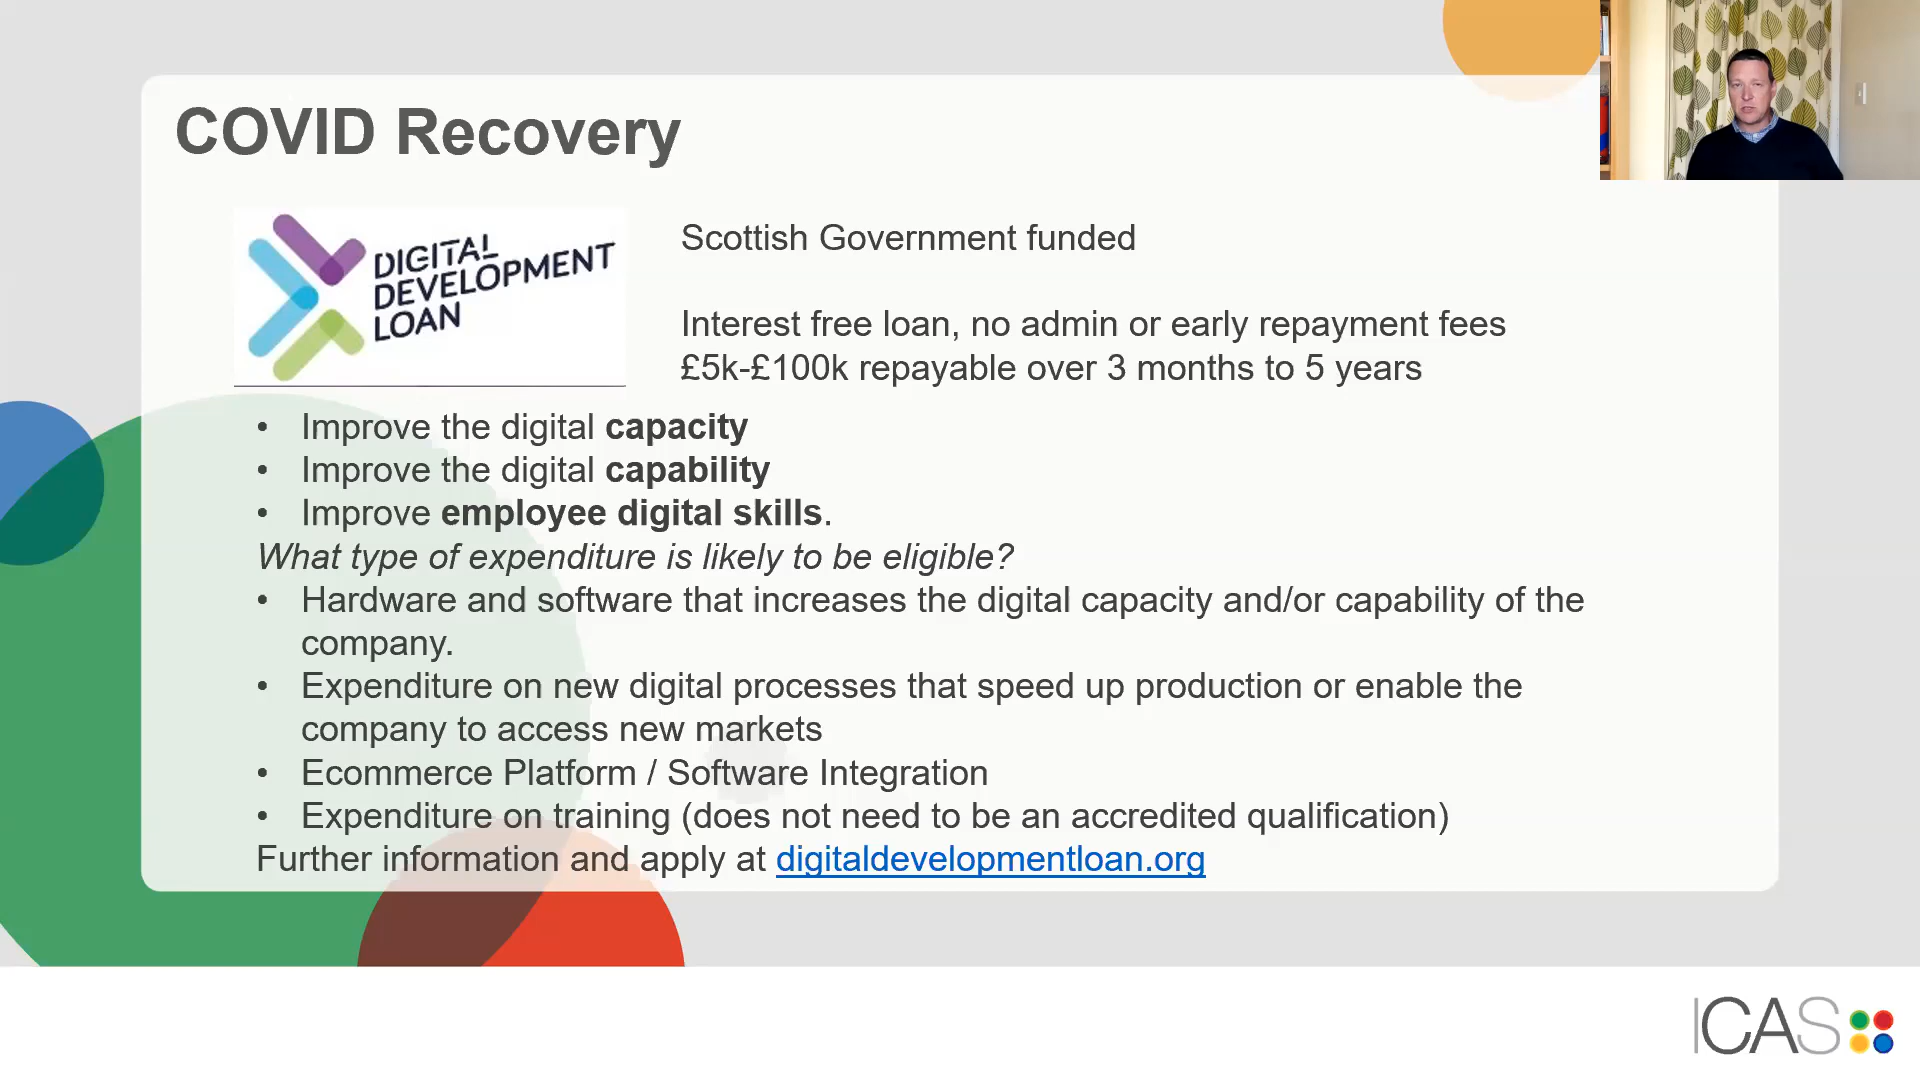 COVID Recovery
DIGITAL
DEVELOPMENT
LOAN
Scottish Government funded
Interest free loan, no admin or early repayment fees
£5k-£100k repayable over 3 months to 5 years
• Improve the digital capacity
• Improve the digital capability
• Improve employee digital skills.
What type of expenditure is likely to be eligible?
• Hardware and software that increases the digital capacity and/or capability of the
company.
• Expenditure on new digital processes that speed up production or enable the
company to access new markets
• Ecommerce Platform / Software Integration
• Expenditure on training (does not need to be an accredited qualification)
Further information and apply at digitaldevelopmentloan.org
ICAS